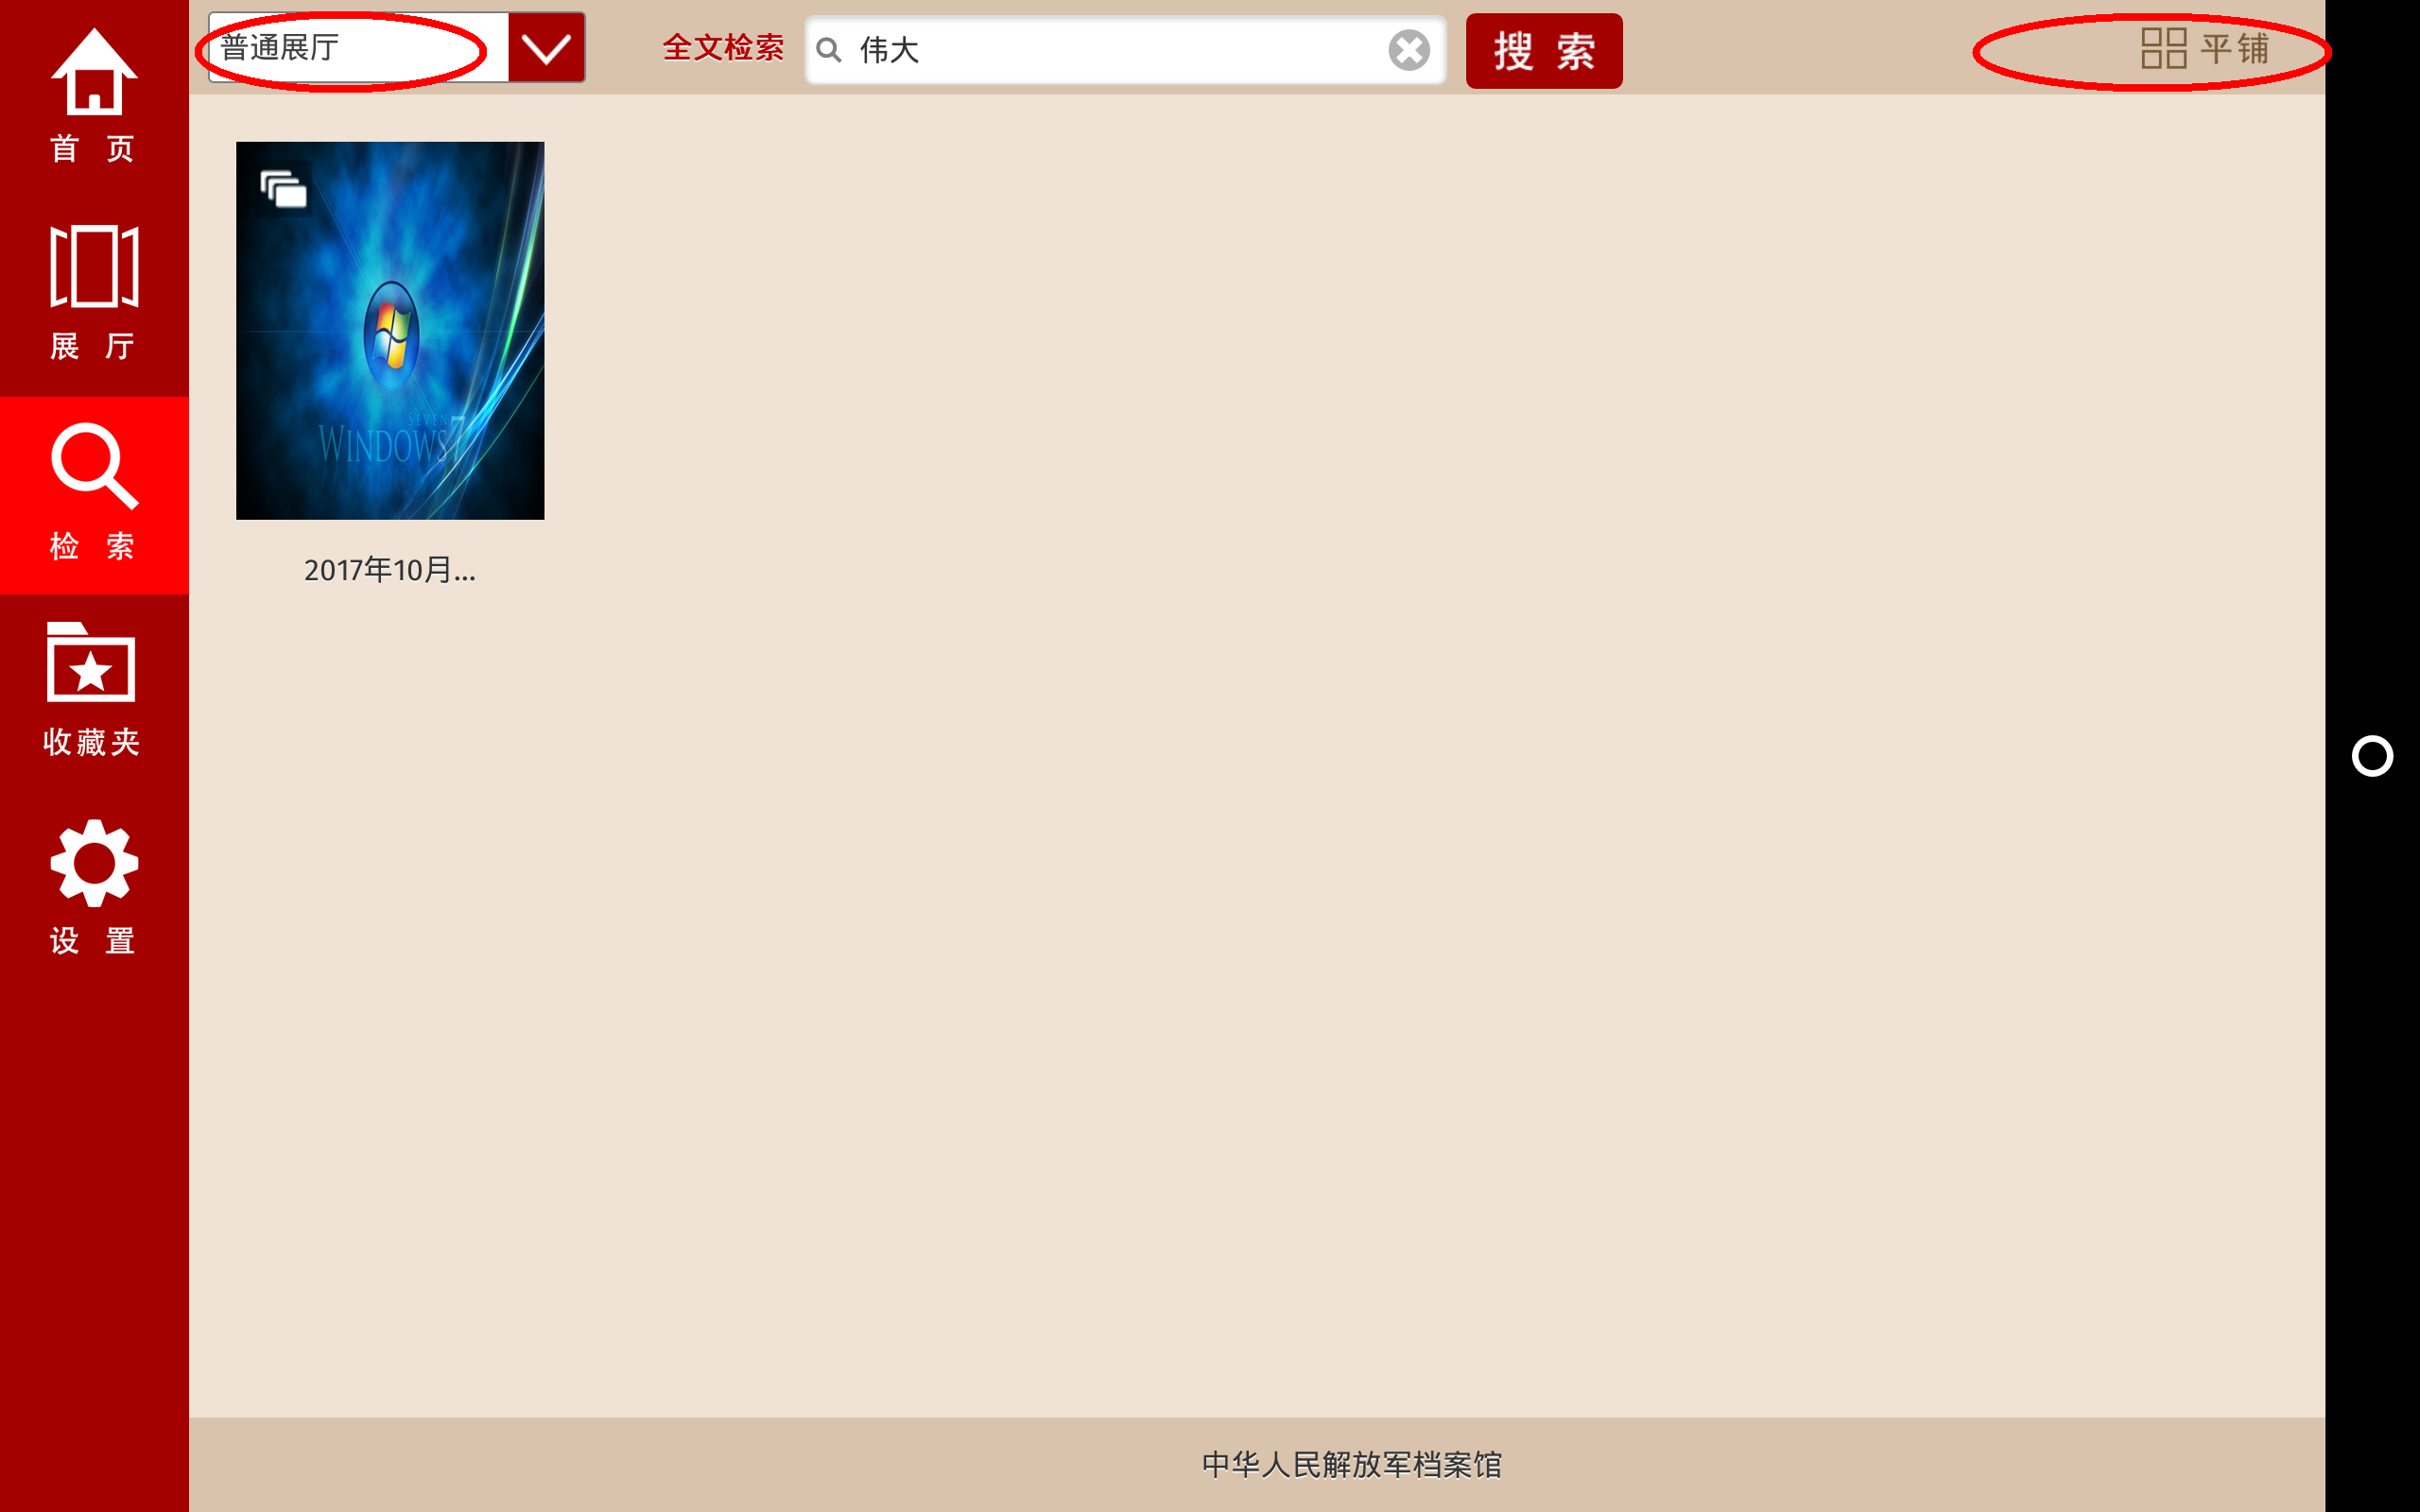 普通展厅
全文检索
伟大
搜 索
平铺
首 页
展 厅
检 索
收藏夹
设 置
SEVEN
WINDOWS 7
2017年10月...
中华人民解放军档案馆